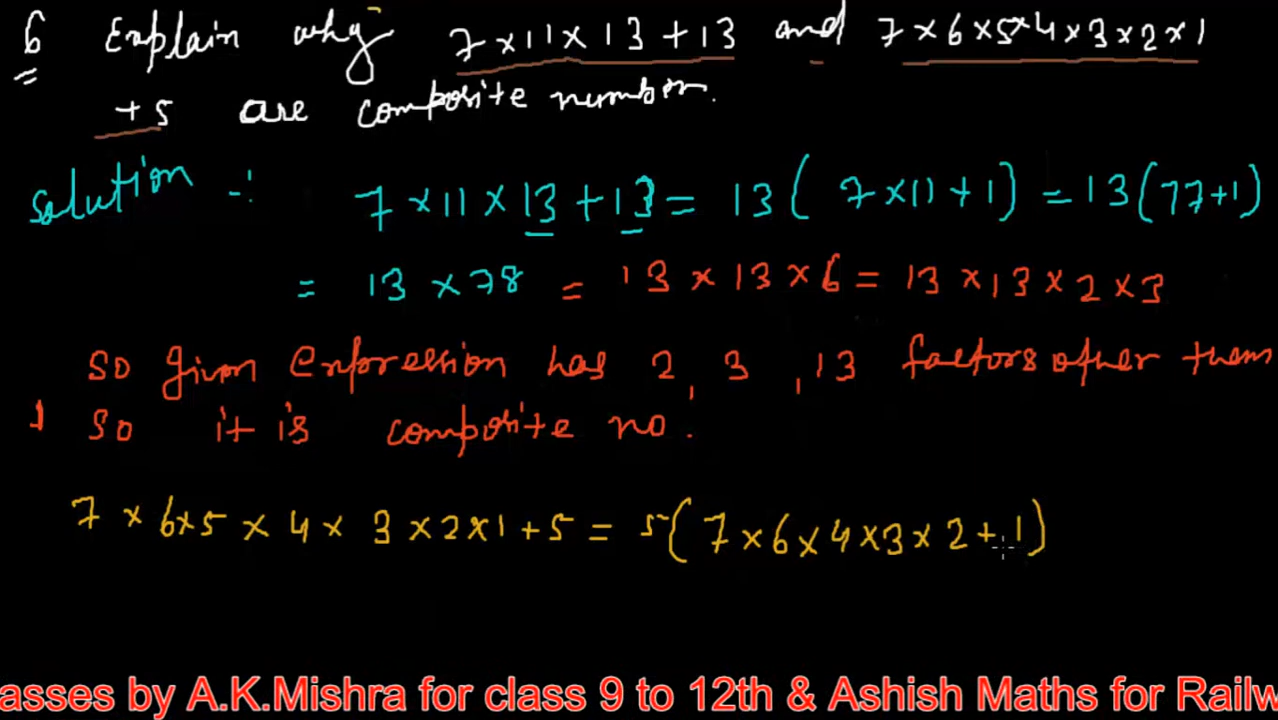 6 Explain why 7×11×13+13 and 7×6×5×4×3×2×1
+5 are composite number.
Solution :- 7×11×13+13 = 13(7×11+1) = 13(77+1)
= 13×78 = 13×13×6 = 13×13×2×3
So given expression has 2, 3, 13 factors other them
1 So it is composite no.
7×6×5×4×3×2×1+5 = 5(7×6×4×3×2+1)
asses by A.K.Mishra for class 9 to 12th & Ashish Maths for Railw